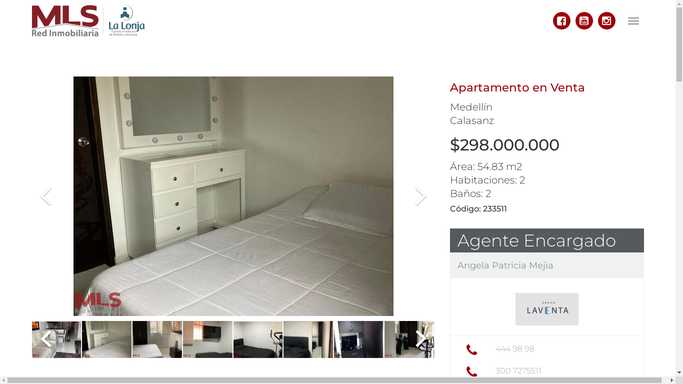 MLS
Red Inmobiliaria
La Lonja
Apartamento en Venta
Medellín
Calasanz
$298.000.000
Área: 54.83 m2
Habitaciones: 2
Baños: 2
Código: 233511
MLS
Agente Encargado
Angela Patricia Mejia
LAVENTA
444 98 98
300 7275511